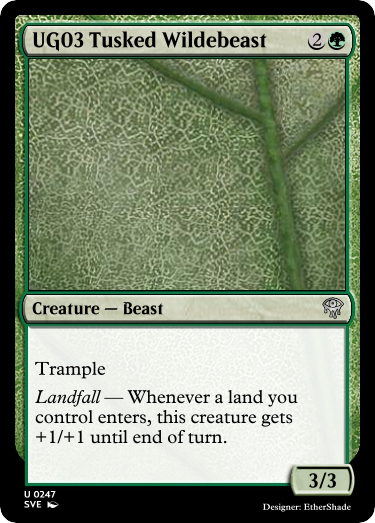 UG03 Tusked Wildebeest 2
Creature — Beast
Trample
Landfall — Whenever a land you
control enters, this creature gets
+1/+1 until end of turn.
3/3
U 0247
SVE
Designer: EtherShade